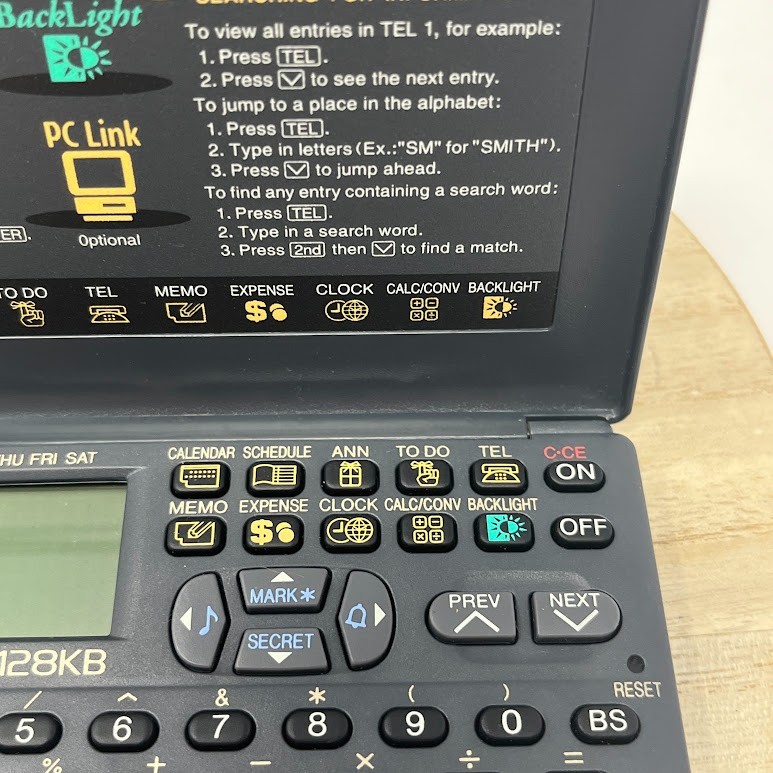 BackLight
To view all entries in TEL 1, for example:
1. Press TEL.
2. Press to see the next entry.
To jump to a place in the alphabet:
PC Link
1. Press TEL.
2. Type in letters (Ex.:"SM" for "SMITH").
3. Press to jump ahead.
To find any entry containing a search word:
1. Press TEL.
2. Type in a search word.
3. Press 2nd then to find a match.
Optional
TO DO TEL MEMO EXPENSE CLOCK CALC/CONV BACKLIGHT
FRI SAT
CALENDAR SCHEDULE ANN TO DO TEL C·CE
ON
MEMO EXPENSE CLOCK CALC/CONV BACKLIGHT
OFF
MARK*
SECRET
PREV NEXT
128KB
RESET
/ ^ & * ( )
5 6 7 8 9 0 BS
% + − × ÷ =